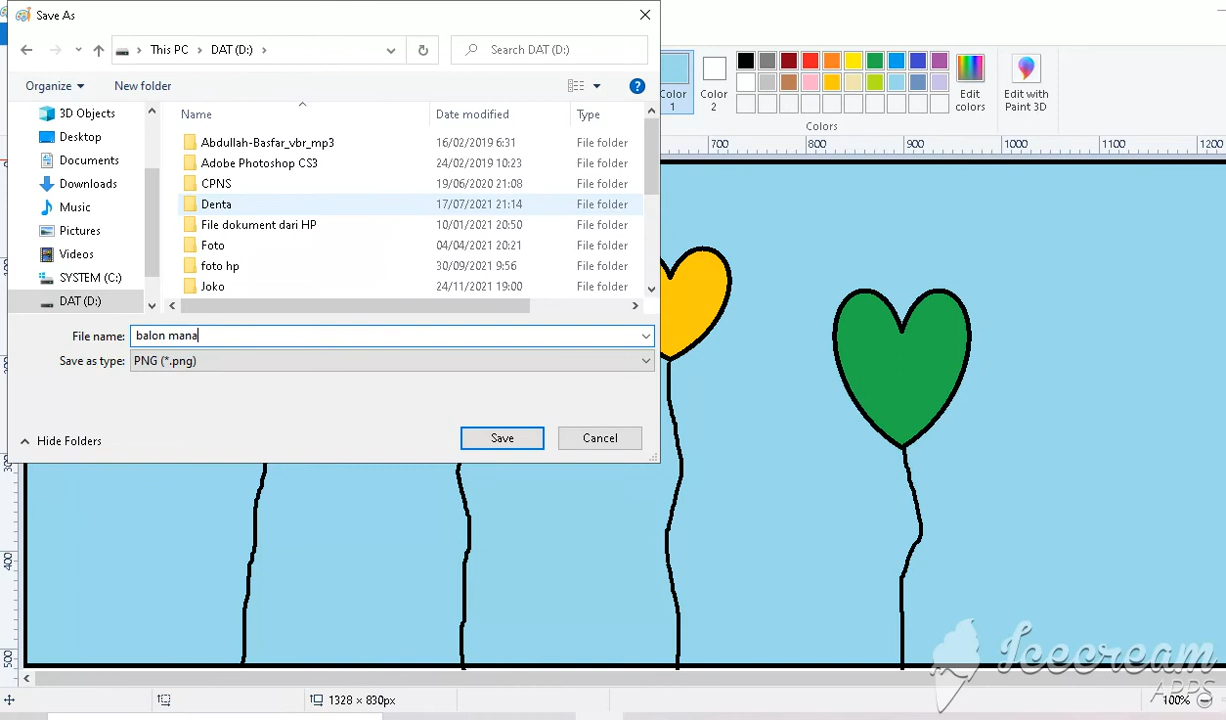 Save As
This PC > DAT (D:) >
Search DAT (D:)
Organize
New folder
3D Objects
Desktop
Documents
Downloads
Music
Pictures
Videos
SYSTEM (C:)
DAT (D:)
Name Date modified Type
Abdullah-Basfar_vbr_mp3 16/02/2019 6:31 File folder
Adobe Photoshop CS3 24/02/2019 10:23 File folder
CPNS 19/06/2020 21:08 File folder
Denta 17/07/2021 21:14 File folder
File dokument dari HP 10/01/2021 20:50 File folder
Foto 04/04/2021 20:21 File folder
foto hp 30/09/2021 9:56 File folder
Joko 24/11/2021 19:00 File folder
File name: balon mana
Save as type: PNG (*.png)
Hide Folders
Save
Cancel
Color 1
Color 2
Edit colors
Edit with Paint 3D
Colors
700 800 900 1000 1100 1200
400
500
1328 × 830px
100%
Icecream
APPS